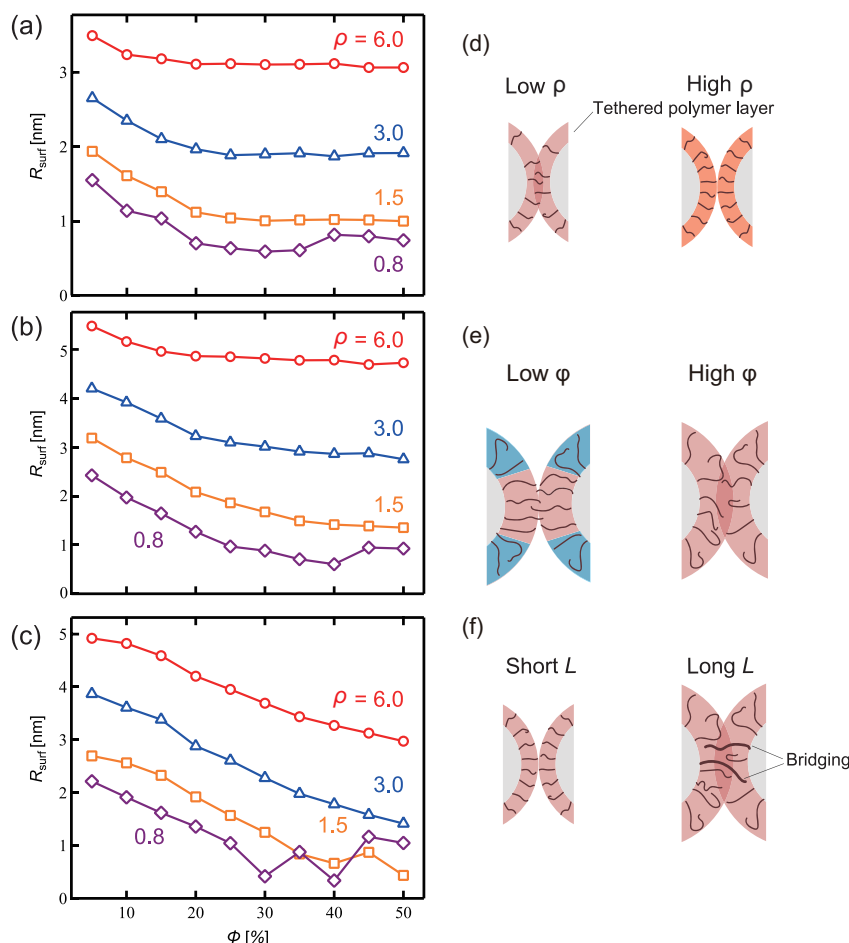 (a)
ρ = 6.0
3.0
1.5
0.8
R_surf [nm]
3
2
1
0
(b)
ρ = 6.0
3.0
1.5
0.8
R_surf [nm]
5
4
3
2
1
0
(c)
ρ = 6.0
3.0
1.5
0.8
R_surf [nm]
5
4
3
2
1
0
10 20 30 40 50
Φ [%]
(d)
Low ρ High ρ
Tethered polymer layer
(e)
Low φ High φ
(f)
Short L Long L
Bridging